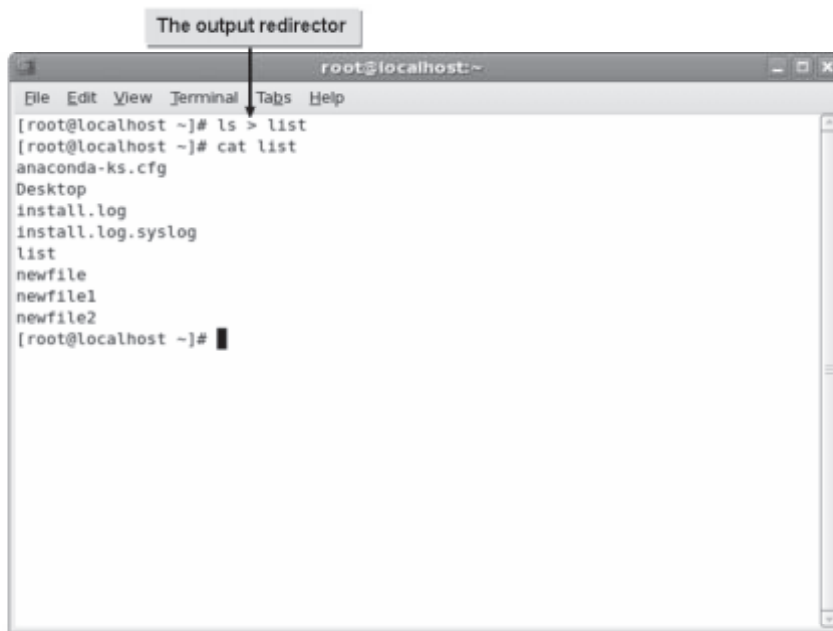 The output redirector
root@localhost:~
File Edit View Terminal Tabs Help
[root@localhost ~]# ls > list
[root@localhost ~]# cat list
anaconda-ks.cfg
Desktop
install.log
install.log.syslog
list
newfile
newfile1
newfile2
[root@localhost ~]#